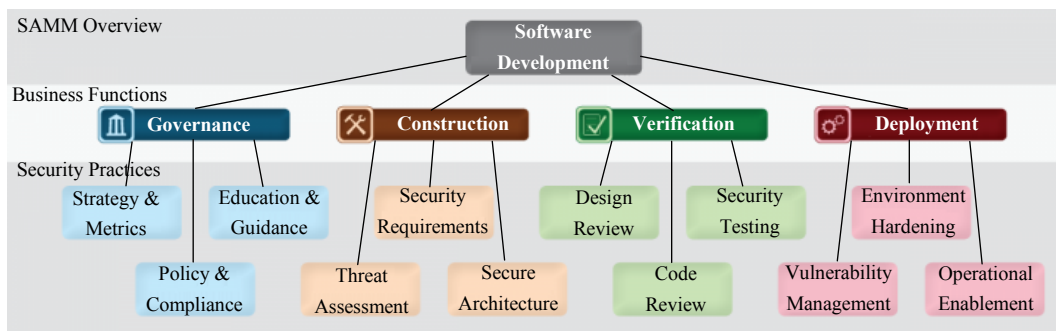 SAMM Overview
Software
Development
Business Functions
Governance
Construction
Verification
Deployment
Security Practices
Strategy &
Metrics
Education &
Guidance
Security
Requirements
Design
Review
Security
Testing
Environment
Hardening
Policy &
Compliance
Threat
Assessment
Secure
Architecture
Code
Review
Vulnerability
Management
Operational
Enablement